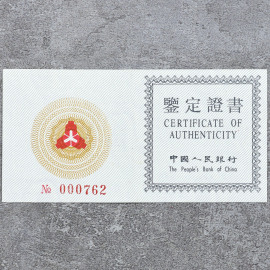 № 000762
鑒定證書
CERTIFICATE OF
AUTHENTICITY
中國人民銀行
The People's Bank of China